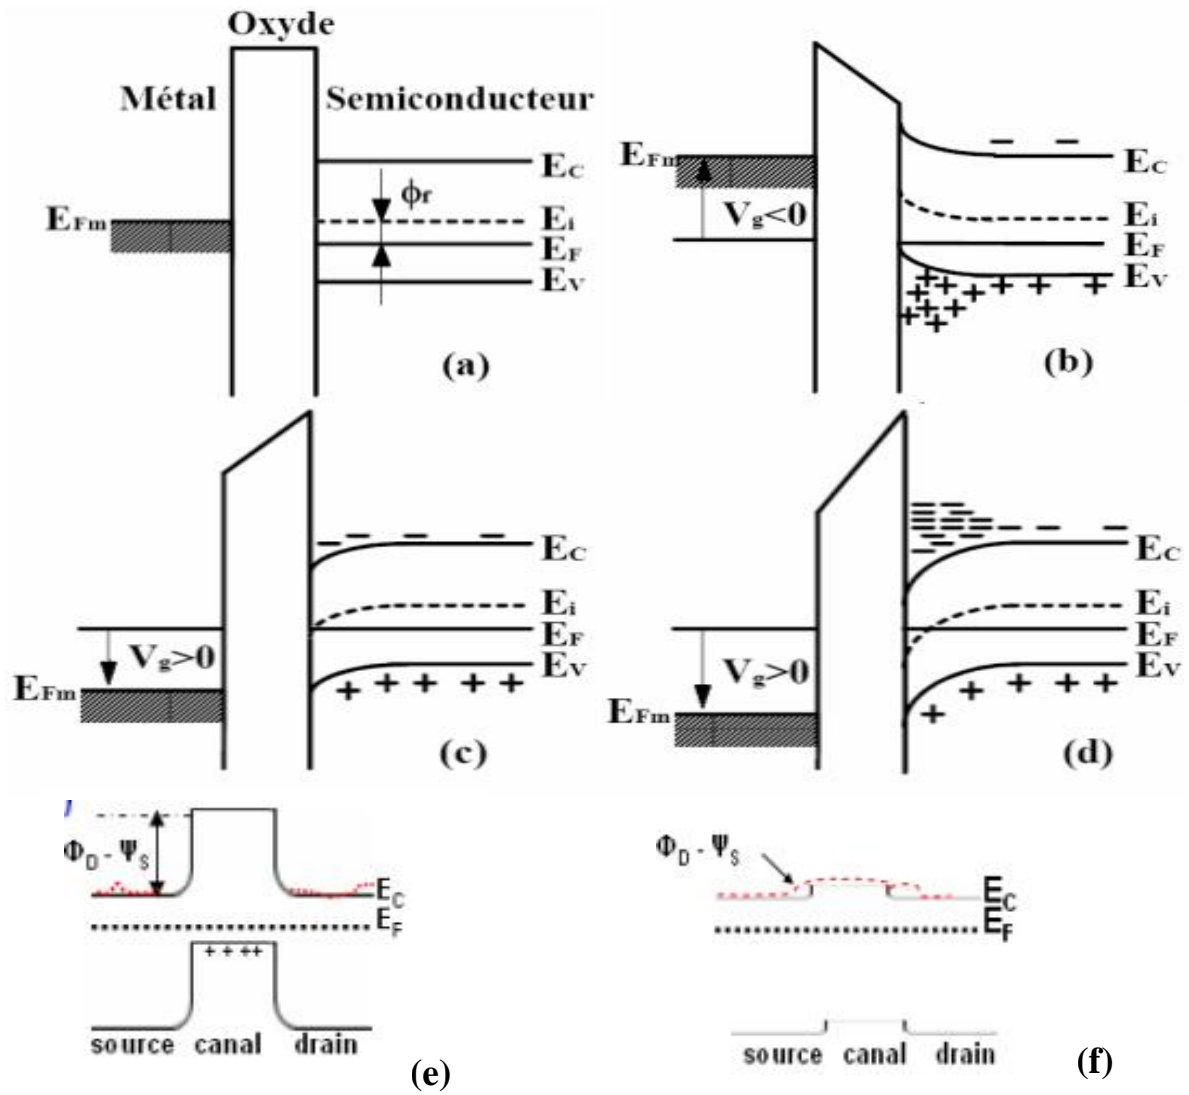 Oxyde
Métal
Semiconducteur
EC
ϕf
EFm
Ei
EF
EV
(a)
EFm
Vg<0
EC
Ei
EF
EV
(b)
EC
Ei
EF
EV
Vg>0
EFm
(c)
EC
Ei
EF
EV
Vg>0
EFm
(d)
ΦD - ΨS
EC
EF
+ + ++
source canal drain
(e)
ΦD - ΨS
EC
EF
source canal drain
(f)